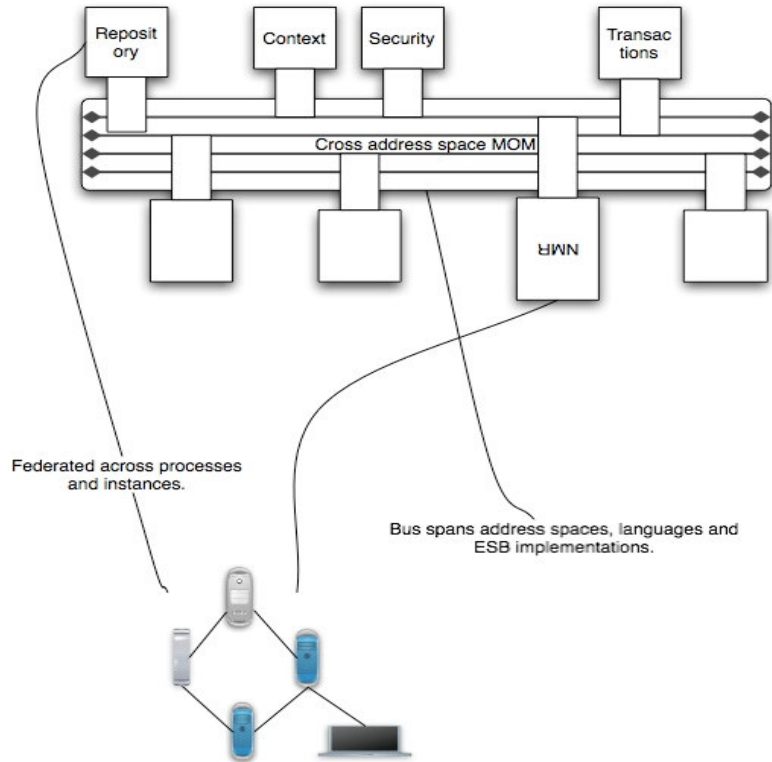 Reposit
ory
Context
Security
Transac
tions
Cross address space MOM
NMR
Federated across processes
and instances.
Bus spans address spaces, languages and
ESB implementations.